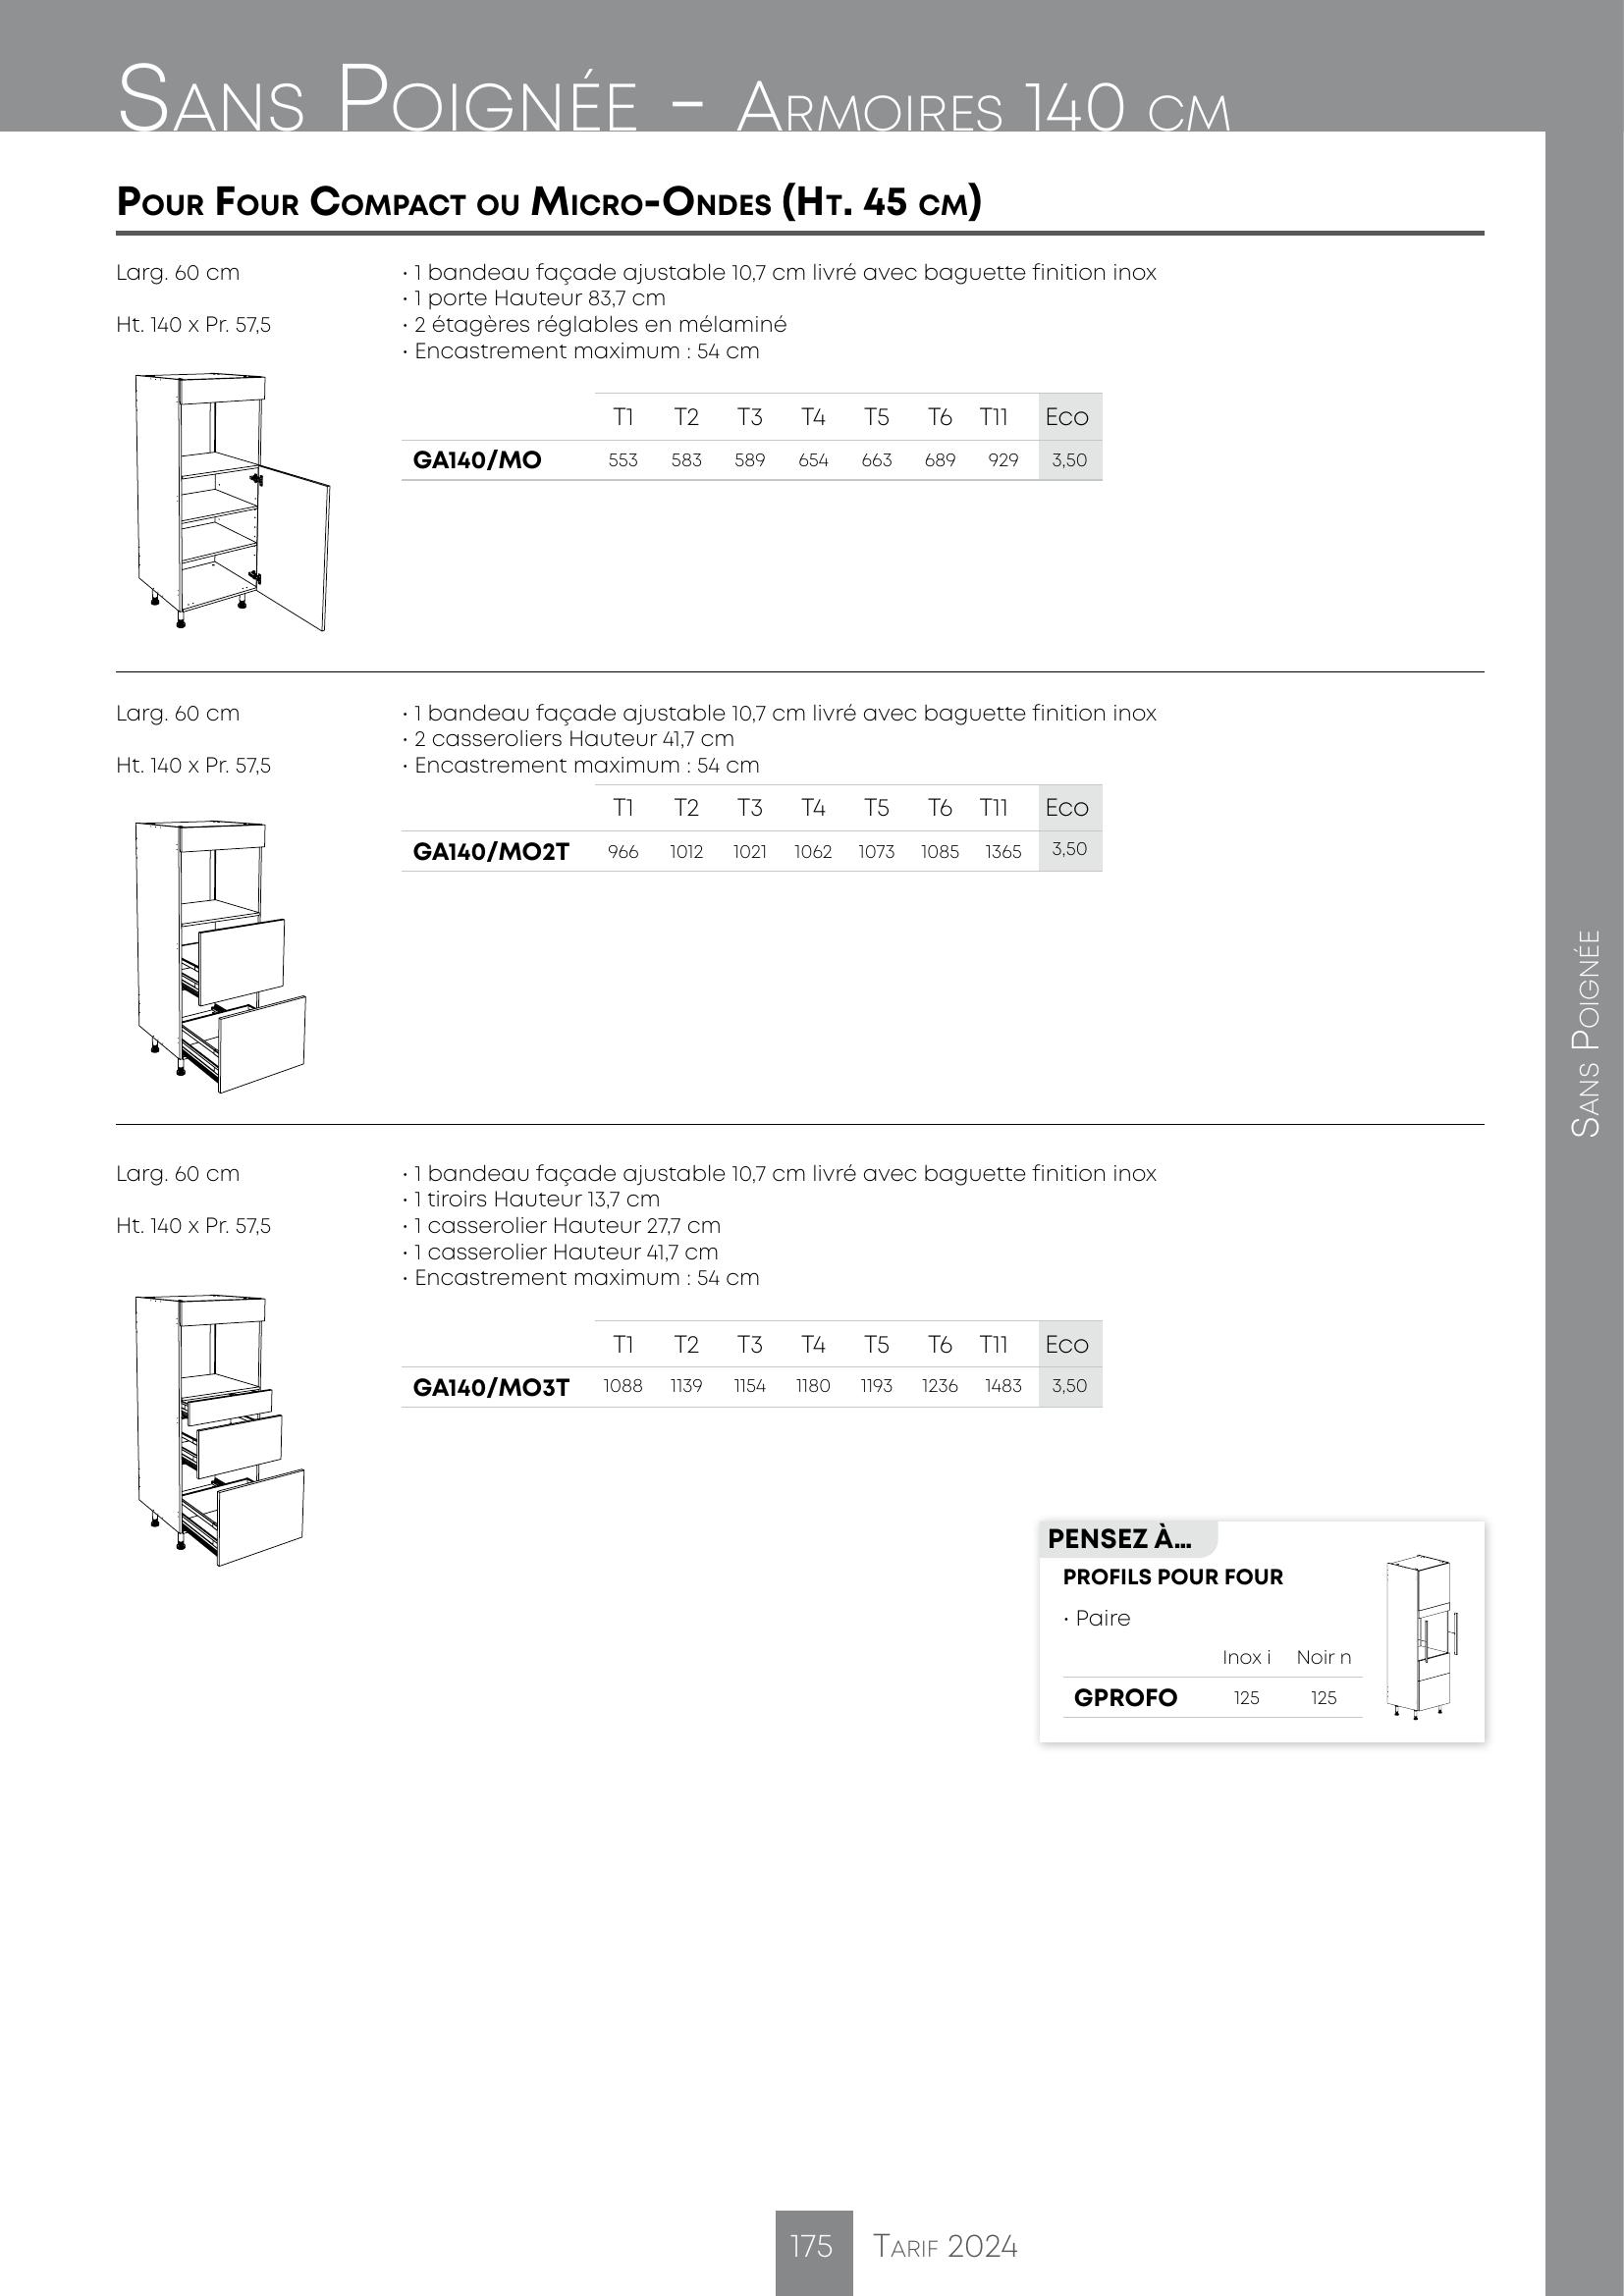 Sans Poignée - Armoires 140 cm
Pour Four Compact ou Micro-Ondes (Ht. 45 cm)
Larg. 60 cm
Ht. 140 x Pr. 57,5
• 1 bandeau façade ajustable 10,7 cm livré avec baguette finition inox
• 1 porte Hauteur 83,7 cm
• 2 étagères réglables en mélaminé
• Encastrement maximum : 54 cm
T1 T2 T3 T4 T5 T6 T11 Eco
GA140/MO 553 583 589 654 663 689 929 3,50
Larg. 60 cm
Ht. 140 x Pr. 57,5
• 1 bandeau façade ajustable 10,7 cm livré avec baguette finition inox
• 2 casseroliers Hauteur 41,7 cm
• Encastrement maximum : 54 cm
T1 T2 T3 T4 T5 T6 T11 Eco
GA140/MO2T 966 1012 1021 1062 1073 1085 1365 3,50
Larg. 60 cm
Ht. 140 x Pr. 57,5
• 1 bandeau façade ajustable 10,7 cm livré avec baguette finition inox
• 1 tiroirs Hauteur 13,7 cm
• 1 casserolier Hauteur 27,7 cm
• 1 casserolier Hauteur 41,7 cm
• Encastrement maximum : 54 cm
T1 T2 T3 T4 T5 T6 T11 Eco
GA140/MO3T 1088 1139 1154 1180 1193 1236 1483 3,50
PENSEZ À...
PROFILS POUR FOUR
• Paire
Inox i Noir n
GPROFO 125 125
Sans Poignée
175 Tarif 2024